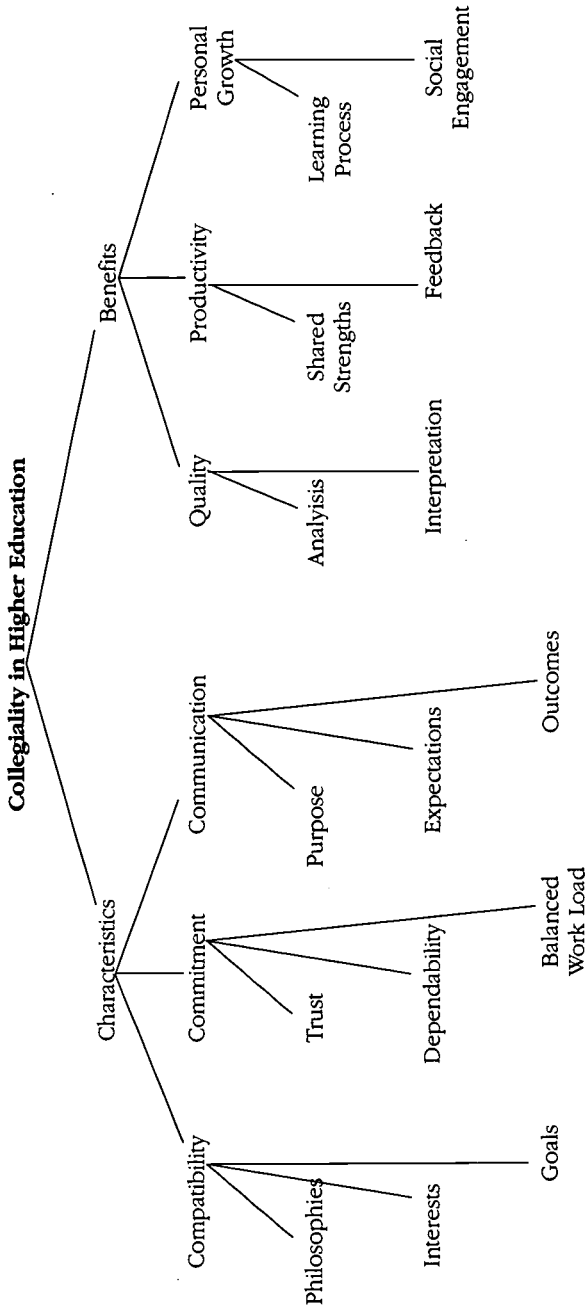 Collegiality in Higher Education
Characteristics
Benefits
Compatibility
Commitment
Communication
Quality
Productivity
Personal
Growth
Philosophies
Trust
Purpose
Analyisis
Shared
Strengths
Learning
Process
Interests
Dependability
Expectations
Interpretation
Feedback
Social
Engagement
Goals
Balanced
Work Load
Outcomes